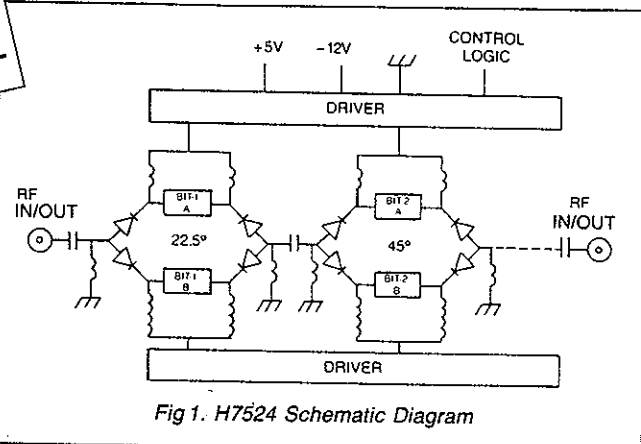 +5V
-12V
CONTROL
LOGIC
DRIVER
RF
IN/OUT
BIT-1
A
22.5°
BIT-1
B
BIT-2
A
45°
BIT-2
B
RF
IN/OUT
DRIVER
Fig 1. H7524 Schematic Diagram